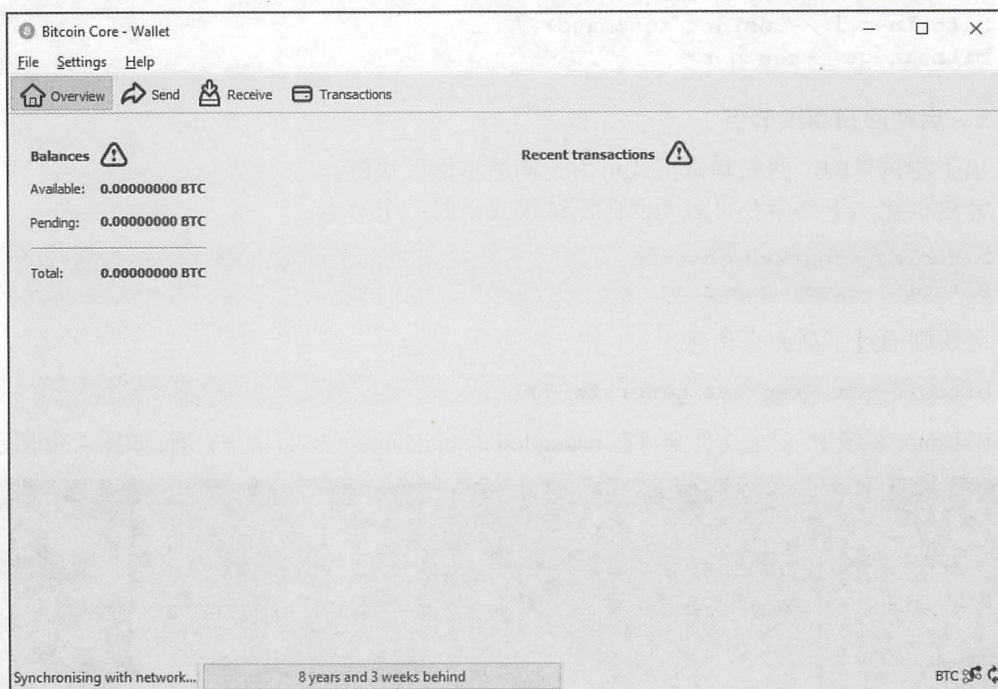 Bitcoin Core - Wallet
File Settings Help
Overview Send Receive Transactions
Balances
Recent transactions
Available: 0.00000000 BTC
Pending: 0.00000000 BTC
Total: 0.00000000 BTC
Synchronising with network... 8 years and 3 weeks behind BTC